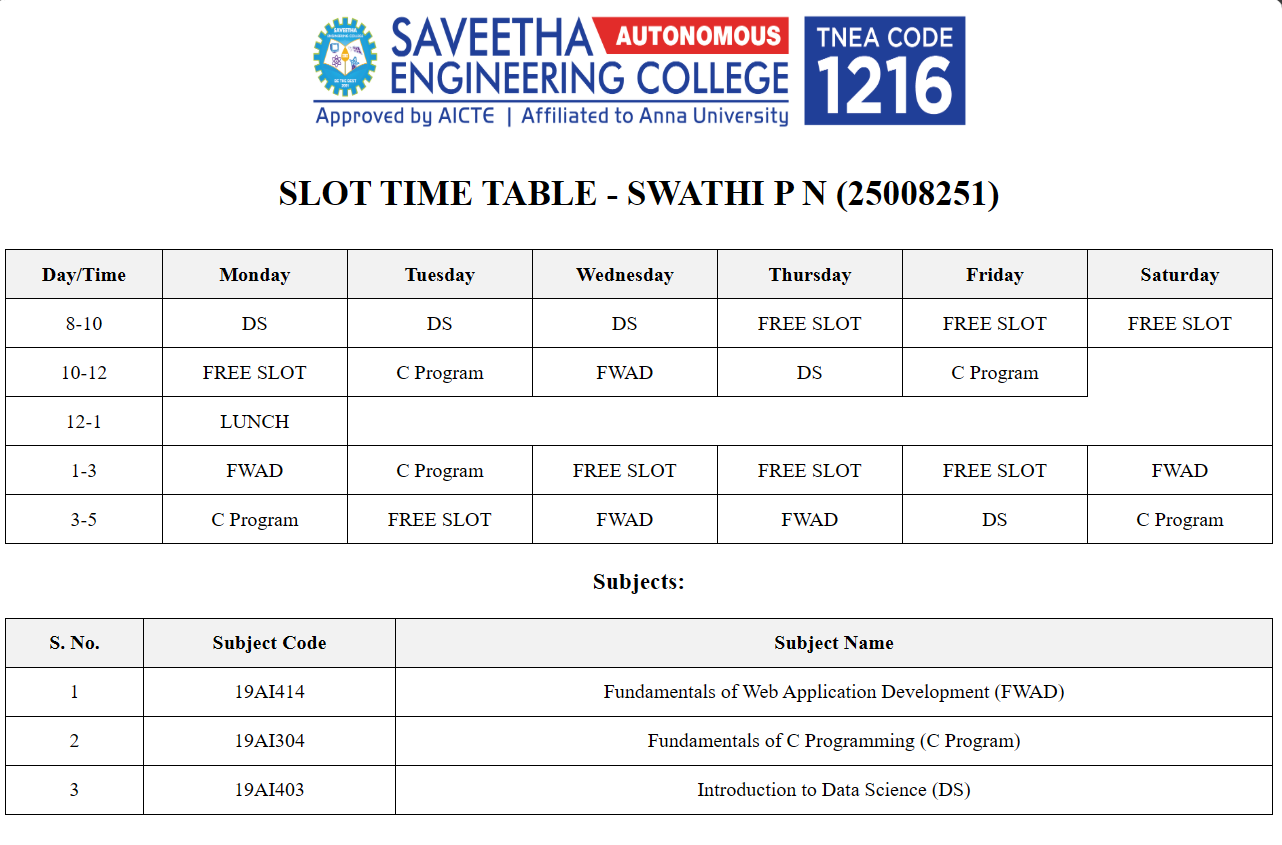 SAVEETHA AUTONOMOUS
ENGINEERING COLLEGE
Approved by AICTE | Affiliated to Anna University
TNEA CODE
1216
SLOT TIME TABLE - SWATHI P N (25008251)
Day/Time Monday Tuesday Wednesday Thursday Friday Saturday
8-10 DS DS DS FREE SLOT FREE SLOT FREE SLOT
10-12 FREE SLOT C Program FWAD DS C Program
12-1 LUNCH
1-3 FWAD C Program FREE SLOT FREE SLOT FREE SLOT FWAD
3-5 C Program FREE SLOT FWAD FWAD DS C Program
Subjects:
S. No. Subject Code Subject Name
1 19AI414 Fundamentals of Web Application Development (FWAD)
2 19AI304 Fundamentals of C Programming (C Program)
3 19AI403 Introduction to Data Science (DS)